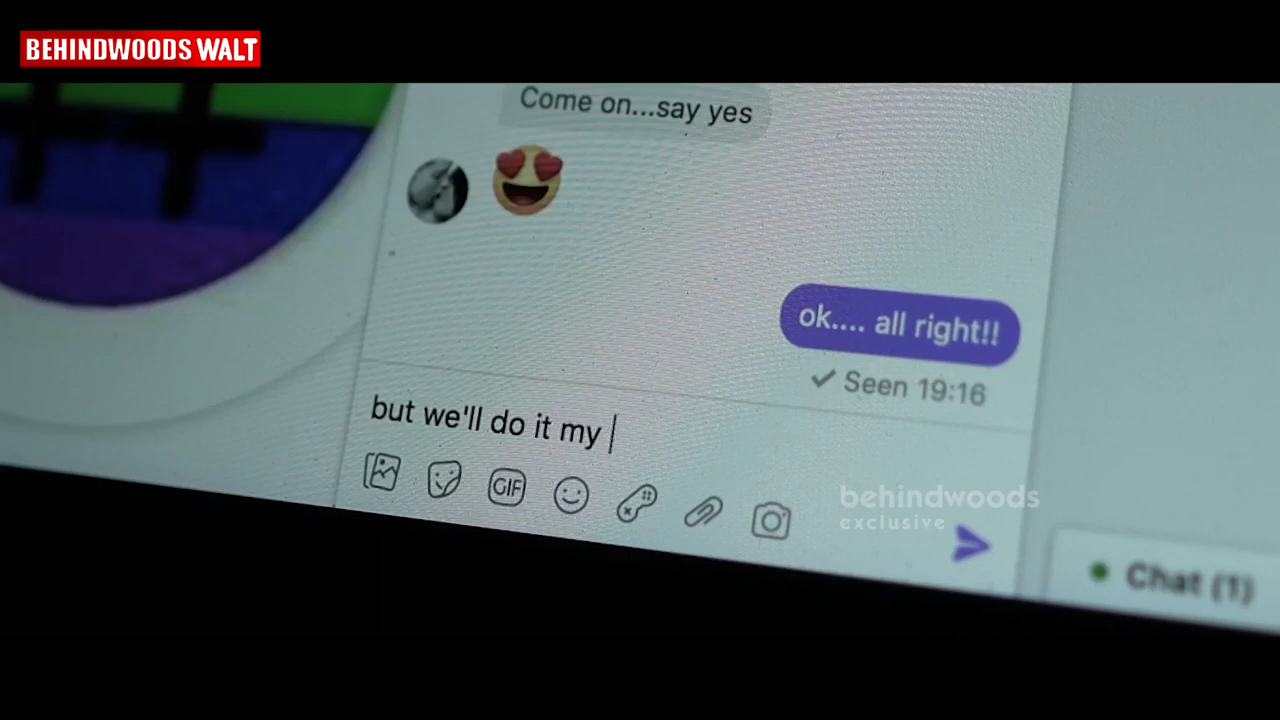 BEHINDWOODS WALT
Come on...say yes
ok.... all right!!
Seen 19:16
but we'll do it my
GIF
behindwoods
exclusive
Chat (1)